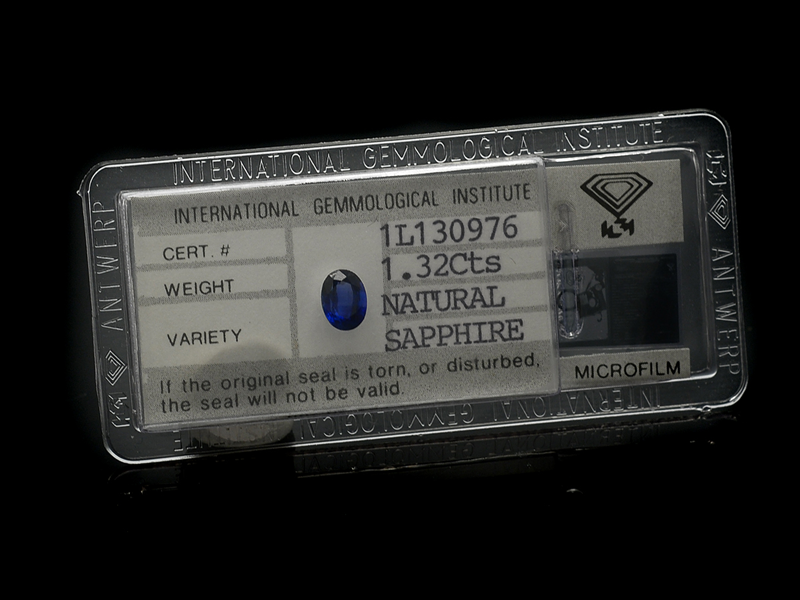 INTERNATIONAL GEMMOLOGICAL INSTITUTE
INTERNATIONAL GEMMOLOGICAL INSTITUTE
CERT. # 1L130976
WEIGHT 1.32Cts
VARIETY NATURAL SAPPHIRE
If the original seal is torn, or disturbed,
the seal will not be valid.
MICROFILM
ANTWERP
ANTWERP
INTERNATIONAL GEMMOLOGICAL